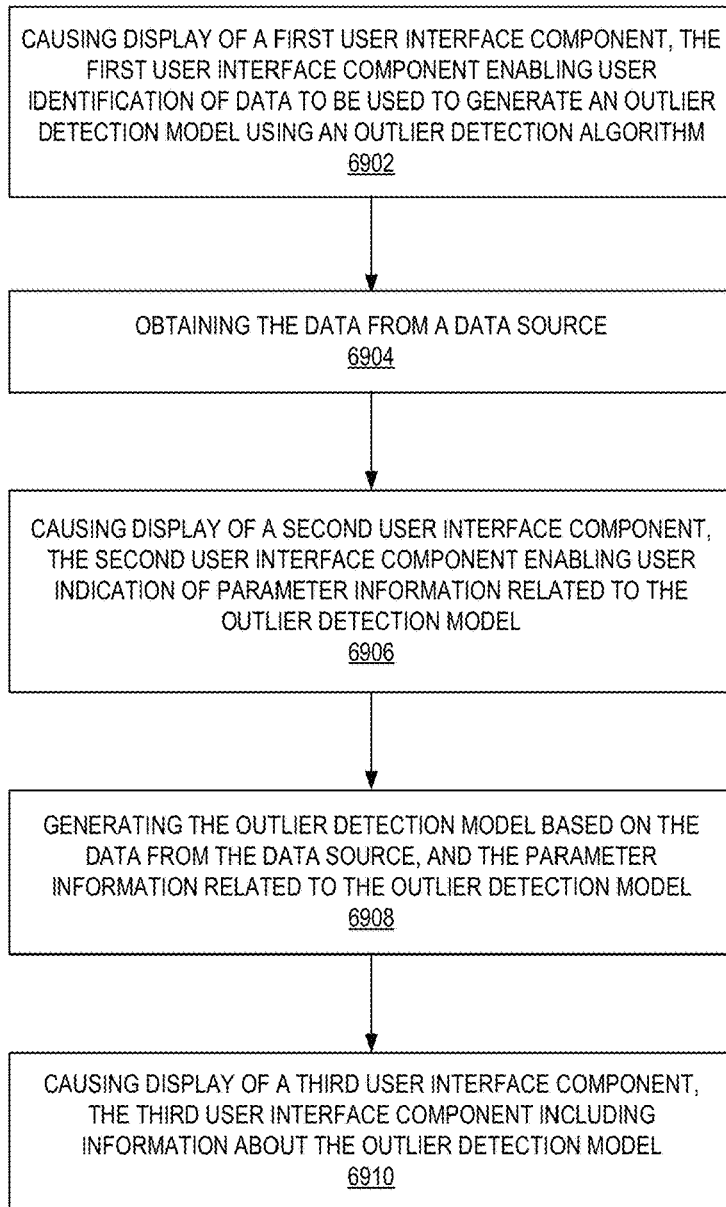 CAUSING DISPLAY OF A FIRST USER INTERFACE COMPONENT, THE
FIRST USER INTERFACE COMPONENT ENABLING USER
IDENTIFICATION OF DATA TO BE USED TO GENERATE AN OUTLIER
DETECTION MODEL USING AN OUTLIER DETECTION ALGORITHM
6902
OBTAINING THE DATA FROM A DATA SOURCE
6904
CAUSING DISPLAY OF A SECOND USER INTERFACE COMPONENT,
THE SECOND USER INTERFACE COMPONENT ENABLING USER
INDICATION OF PARAMETER INFORMATION RELATED TO THE
OUTLIER DETECTION MODEL
6906
GENERATING THE OUTLIER DETECTION MODEL BASED ON THE
DATA FROM THE DATA SOURCE, AND THE PARAMETER
INFORMATION RELATED TO THE OUTLIER DETECTION MODEL
6908
CAUSING DISPLAY OF A THIRD USER INTERFACE COMPONENT,
THE THIRD USER INTERFACE COMPONENT INCLUDING
INFORMATION ABOUT THE OUTLIER DETECTION MODEL
6910